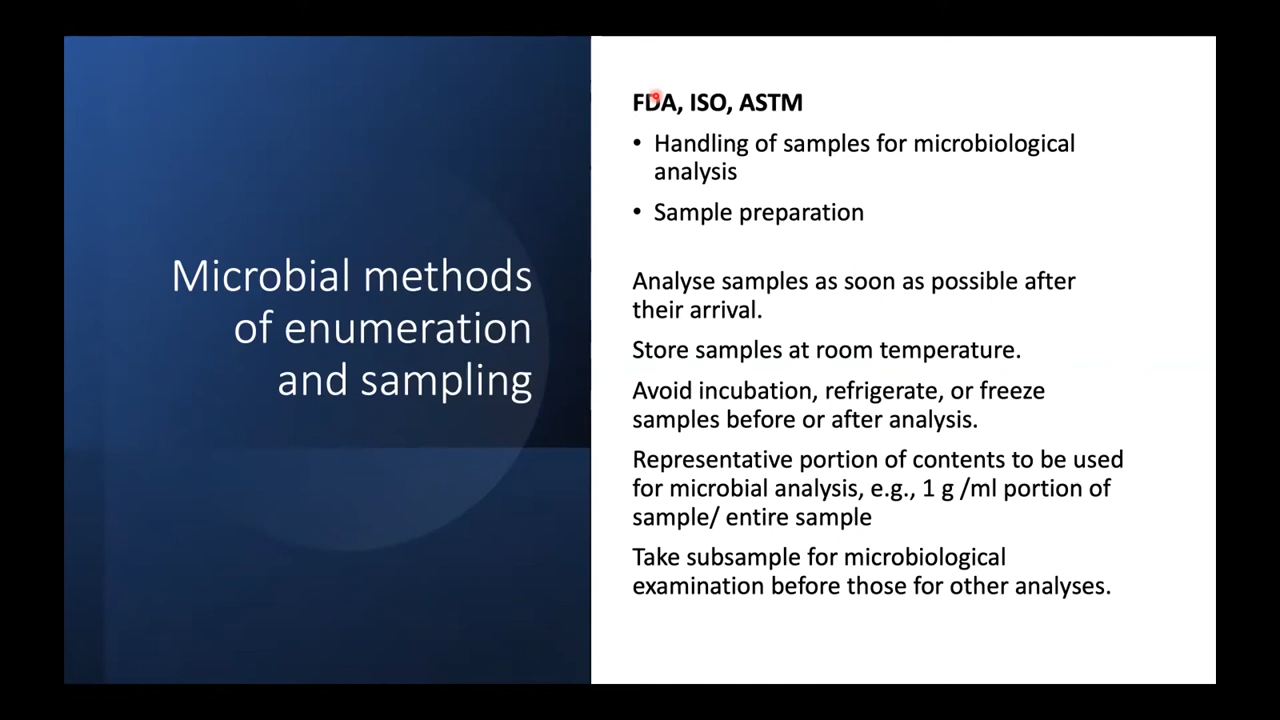 Microbial methods
of enumeration
and sampling
FDA, ISO, ASTM
• Handling of samples for microbiological
analysis
• Sample preparation
Analyse samples as soon as possible after
their arrival.
Store samples at room temperature.
Avoid incubation, refrigerate, or freeze
samples before or after analysis.
Representative portion of contents to be used
for microbial analysis, e.g., 1 g /ml portion of
sample/ entire sample
Take subsample for microbiological
examination before those for other analyses.